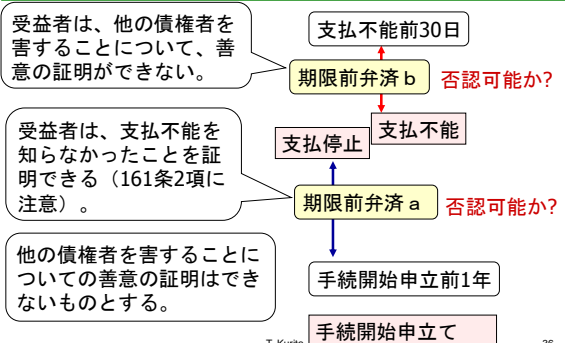 受益者は、他の債権者を
害することについて、善
意の証明ができない。
支払不能前30日
期限前弁済ｂ
否認可能か?
受益者は、支払不能を
知らなかったことを証
明できる（161条2項に
注意）。
支払停止
支払不能
期限前弁済ａ
否認可能か?
他の債権者を害することに
ついての善意の証明はでき
ないものとする。
手続開始申立前1年
手続開始申立て
T. Kurita